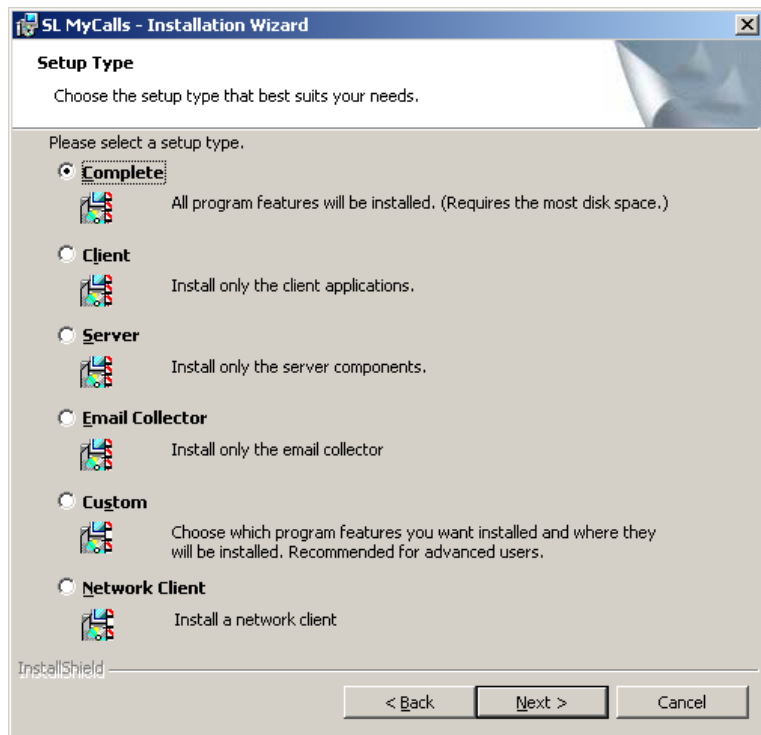 SL MyCalls - Installation Wizard
Setup Type
Choose the setup type that best suits your needs.
Please select a setup type.
Complete
All program features will be installed. (Requires the most disk space.)
Client
Install only the client applications.
Server
Install only the server components.
Email Collector
Install only the email collector
Custom
Choose which program features you want installed and where they
will be installed. Recommended for advanced users.
Network Client
Install a network client
InstallShield
< Back
Next >
Cancel